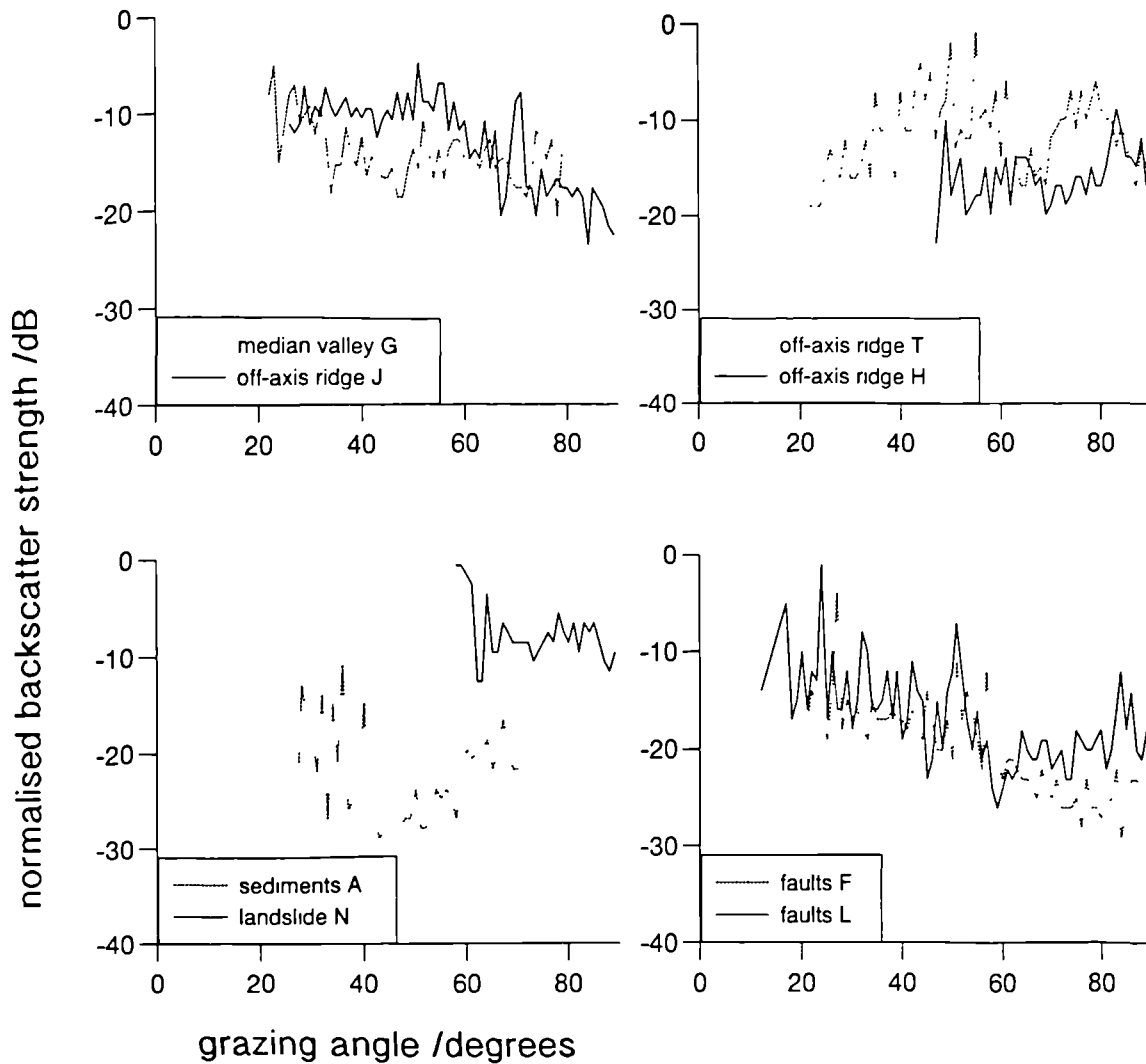 normalised backscatter strength /dB
0
-10
-20
-30
-40
0 20 40 60 80
median valley G
off-axis ridge J
0
-10
-20
-30
-40
0 20 40 60 80
off-axis ridge T
off-axis ridge H
0
-10
-20
-30
-40
0 20 40 60 80
sediments A
landslide N
0
-10
-20
-30
-40
0 20 40 60 80
faults F
faults L
grazing angle /degrees